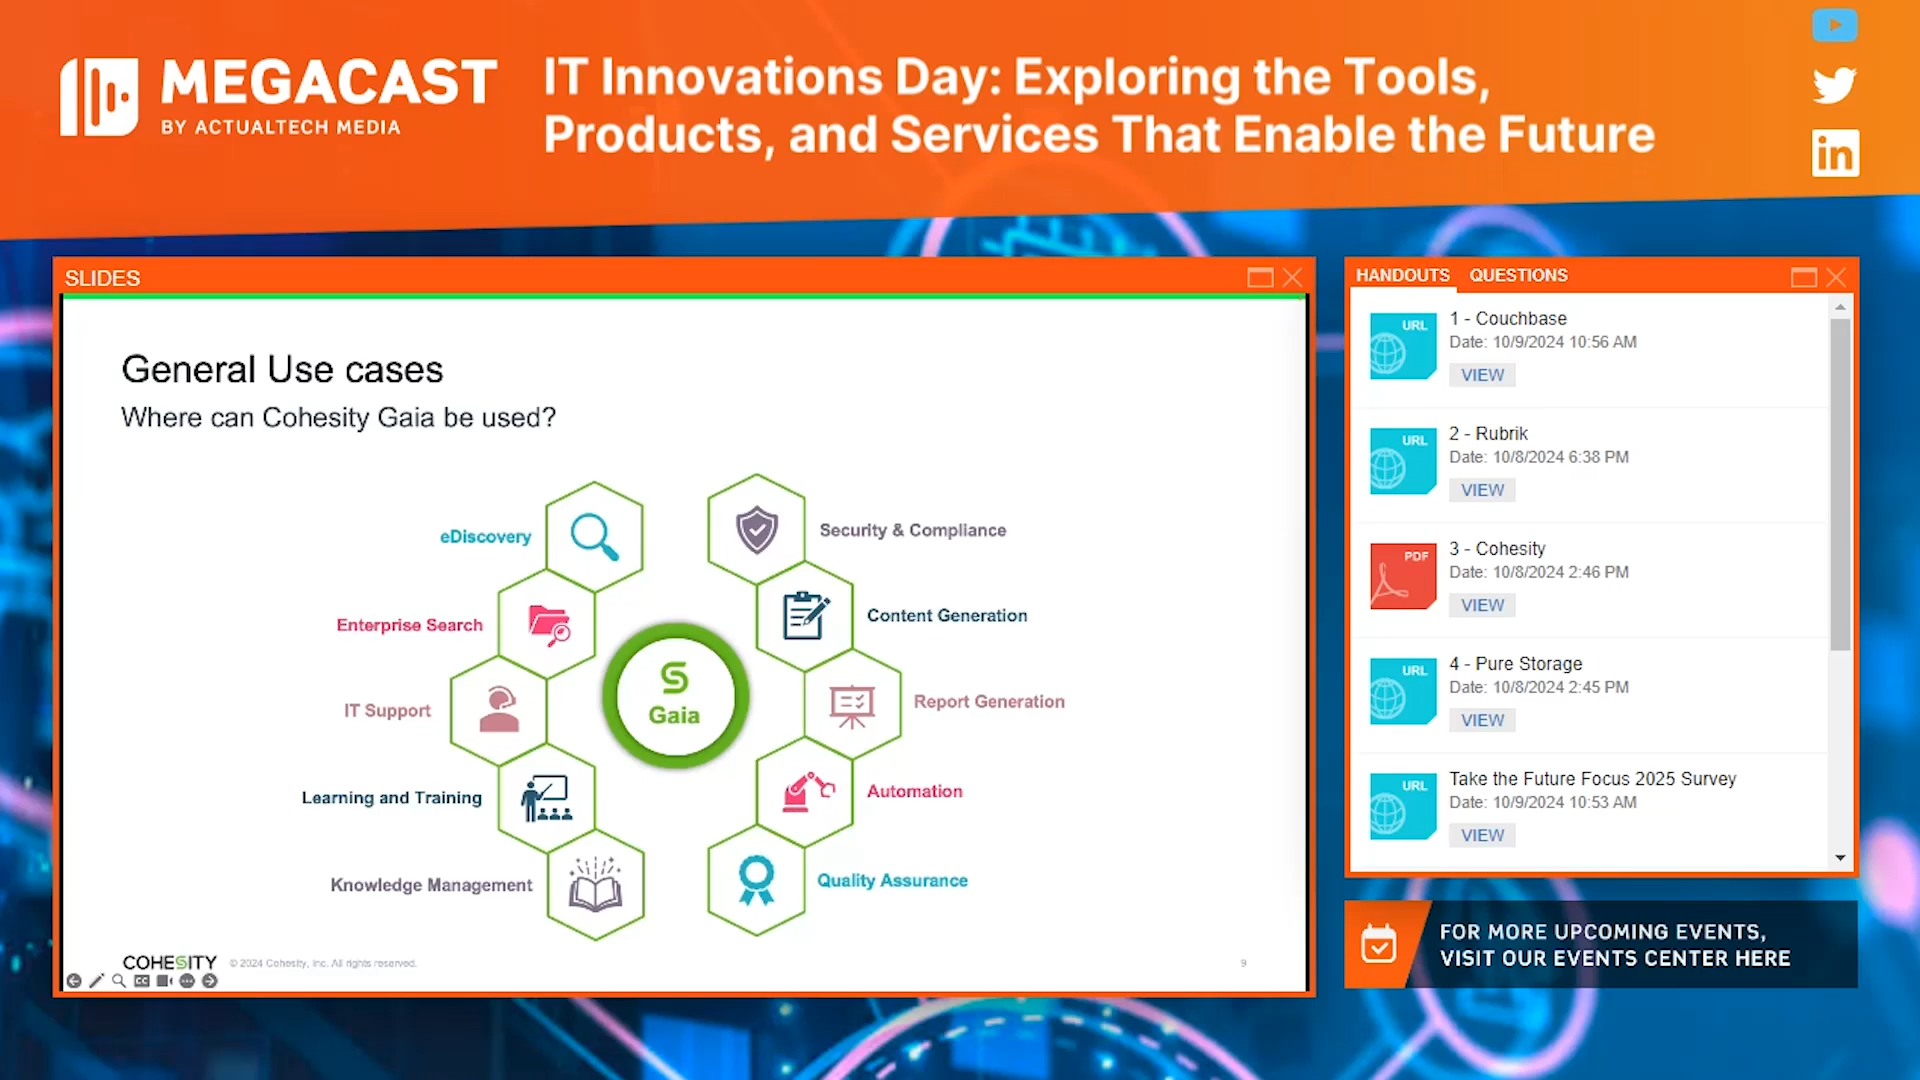 MEGACAST
BY ACTUALTECH MEDIA
IT Innovations Day: Exploring the Tools,
Products, and Services That Enable the Future
in
SLIDES
General Use cases
Where can Cohesity Gaia be used?
eDiscovery
Enterprise Search
IT Support
Learning and Training
Knowledge Management
Gaia
Security & Compliance
Content Generation
Report Generation
Automation
Quality Assurance
COHESITY
© 2024 Cohesity, Inc. All rights reserved.
9
CC
HANDOUTS
QUESTIONS
URL
1 - Couchbase
Date: 10/9/2024 10:56 AM
VIEW
URL
2 - Rubrik
Date: 10/8/2024 6:38 PM
VIEW
PDF
3 - Cohesity
Date: 10/8/2024 2:46 PM
VIEW
URL
4 - Pure Storage
Date: 10/8/2024 2:45 PM
VIEW
URL
Take the Future Focus 2025 Survey
Date: 10/9/2024 10:53 AM
VIEW
FOR MORE UPCOMING EVENTS,
VISIT OUR EVENTS CENTER HERE